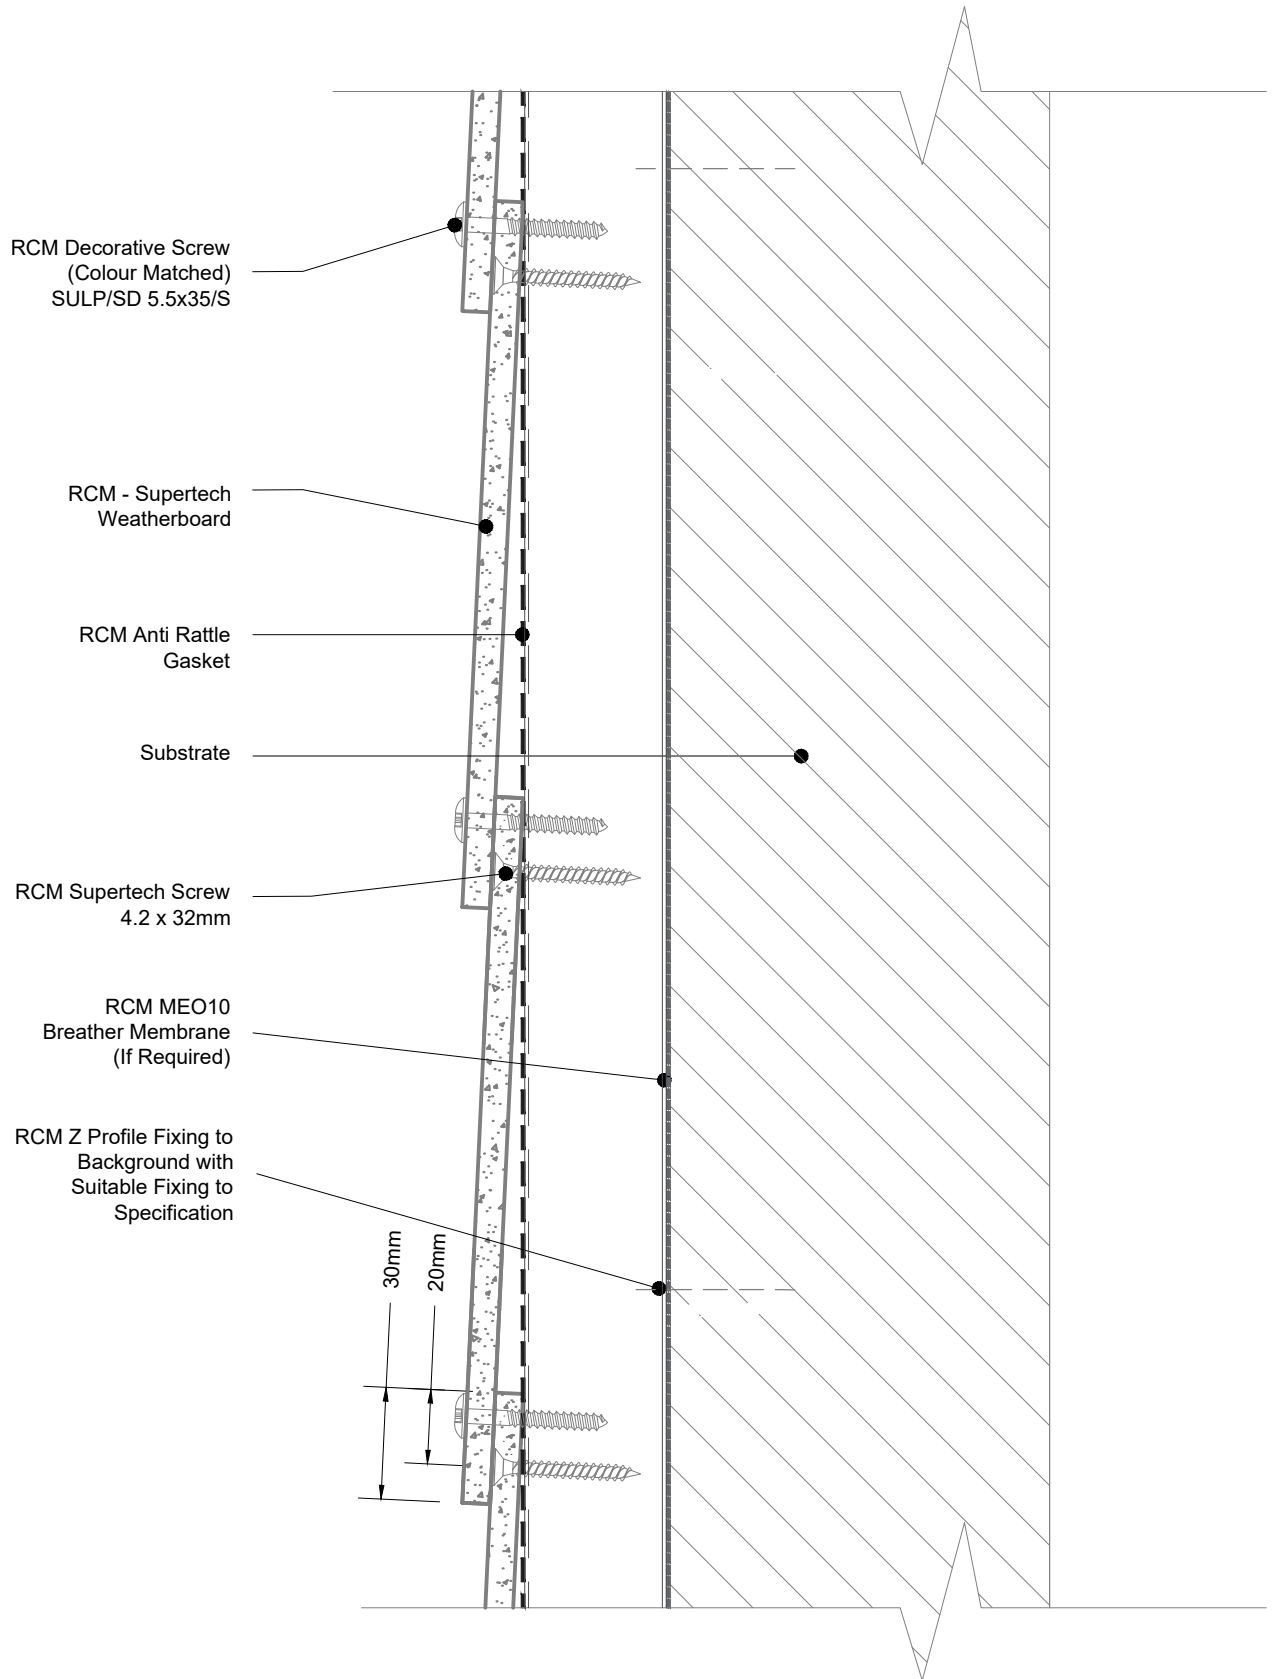 RCM Decorative Screw
(Colour Matched)
SULP/SD 5.5x35/S
RCM - Supertech
Weatherboard
RCM Anti Rattle
Gasket
Substrate
RCM Supertech Screw
4.2 x 32mm
RCM MEO10
Breather Membrane
(If Required)
RCM Z Profile Fixing to
Background with
Suitable Fixing to
Specification
30mm
20mm